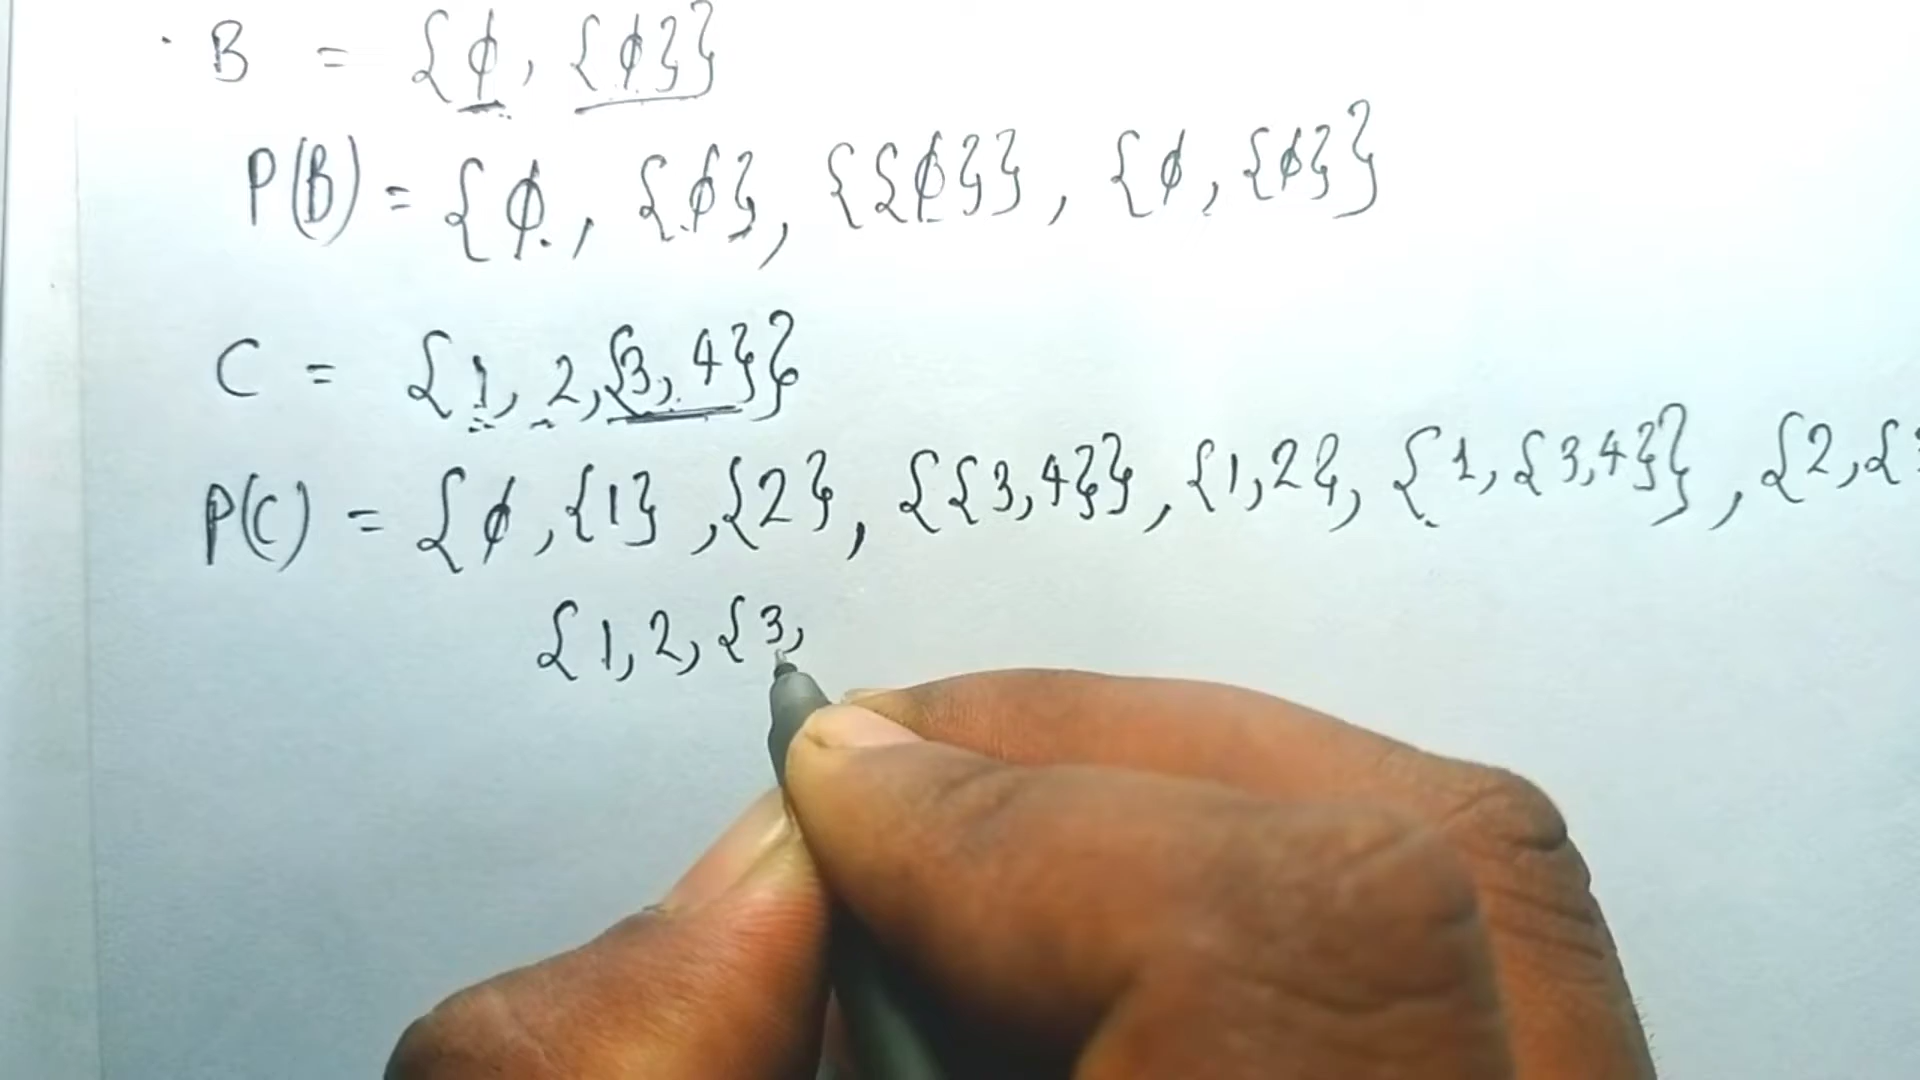 B = {ϕ, {ϕ}}
P(B) = {ϕ, {ϕ}, {{ϕ}}, {ϕ, {ϕ}}
C = {1, 2, {3, 4}}
P(C) = {ϕ, {1}, {2}, {{3,4}}, {1,2}, {1, {3,4}}, {2, {
{1, 2, {3,